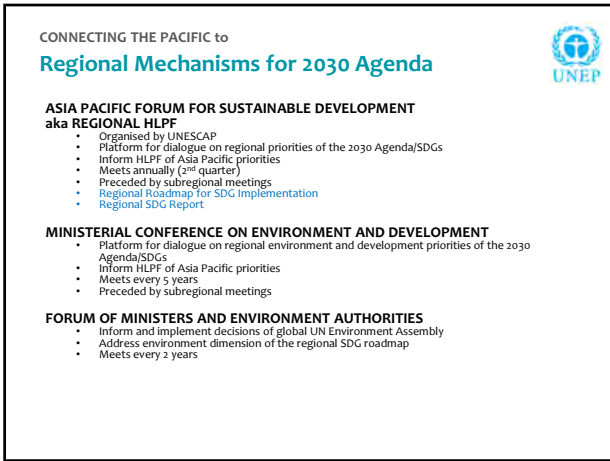 CONNECTING THE PACIFIC to
Regional Mechanisms for 2030 Agenda
UNEP
ASIA PACIFIC FORUM FOR SUSTAINABLE DEVELOPMENT
aka REGIONAL HLPF
• Organised by UNESCAP
• Platform for dialogue on regional priorities of the 2030 Agenda/SDGs
• Inform HLPF of Asia Pacific priorities
• Meets annually (2nd quarter)
• Preceded by subregional meetings
• Regional Roadmap for SDG Implementation
• Regional SDG Report
MINISTERIAL CONFERENCE ON ENVIRONMENT AND DEVELOPMENT
• Platform for dialogue on regional environment and development priorities of the 2030
Agenda/SDGs
• Inform HLPF of Asia Pacific priorities
• Meets every 5 years
• Preceded by subregional meetings
FORUM OF MINISTERS AND ENVIRONMENT AUTHORITIES
• Inform and implement decisions of global UN Environment Assembly
• Address environment dimension of the regional SDG roadmap
• Meets every 2 years